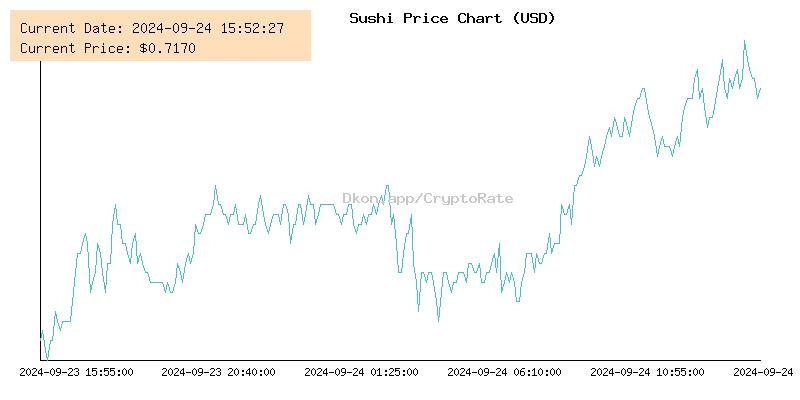 Sushi Price Chart (USD)
Current Date: 2024-09-24 15:52:27
Current Price: $0.7170
Dkon.app/CryptoRate
2024-09-23 15:55:00 2024-09-23 20:40:00 2024-09-24 01:25:00 2024-09-24 06:10:00 2024-09-24 10:55:00 2024-09-24